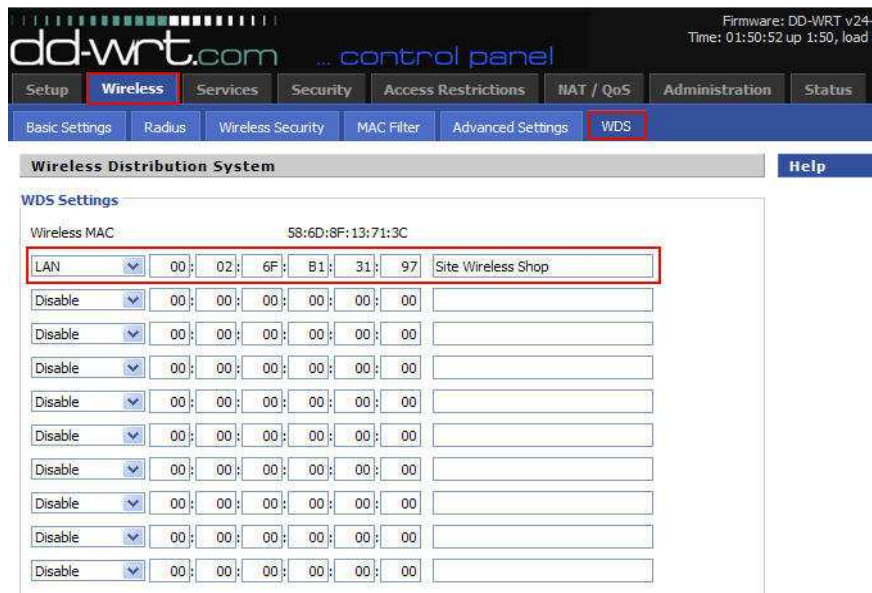 dd-wrt.com ... control panel
Firmware: DD-WRT v24-
Time: 01:50:52 up 1:50, load
Setup Wireless Services Security Access Restrictions NAT / QoS Administration Status
Basic Settings Radius Wireless Security MAC Filter Advanced Settings WDS
Wireless Distribution System Help
WDS Settings
Wireless MAC 58:6D:8F:13:71:3C
LAN 00: 02: 6F: B1: 31: 97 Site Wireless Shop
Disable 00: 00: 00: 00: 00: 00
Disable 00: 00: 00: 00: 00: 00
Disable 00: 00: 00: 00: 00: 00
Disable 00: 00: 00: 00: 00: 00
Disable 00: 00: 00: 00: 00: 00
Disable 00: 00: 00: 00: 00: 00
Disable 00: 00: 00: 00: 00: 00
Disable 00: 00: 00: 00: 00: 00
Disable 00: 00: 00: 00: 00: 00